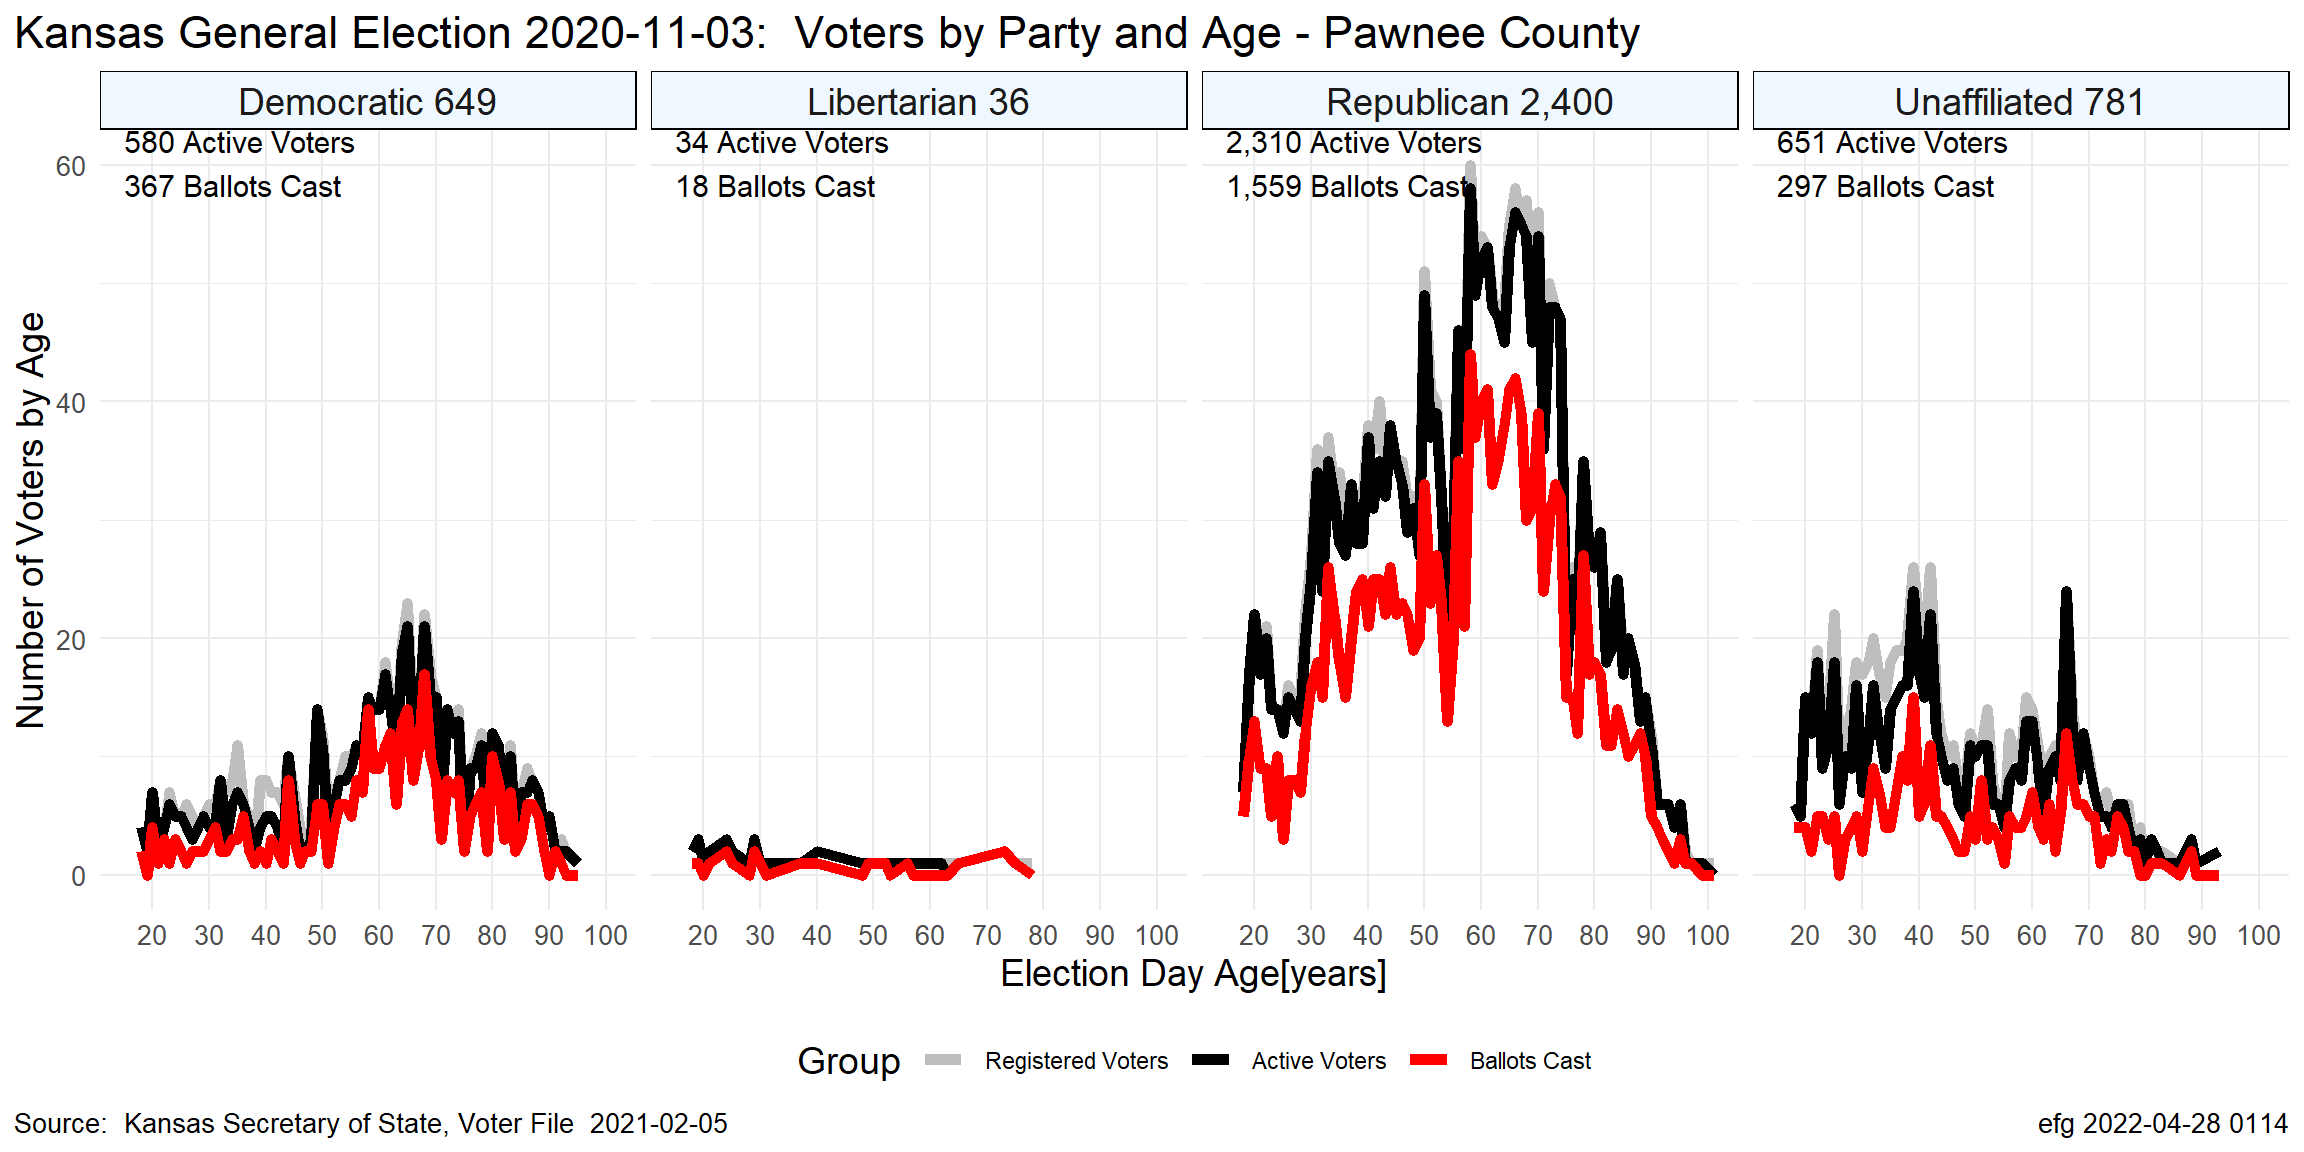 Kansas General Election 2020-11-03:  Voters by Party and Age - Pawnee County
Democratic 649
Libertarian 36
Republican 2,400
Unaffiliated 781
580 Active Voters
367 Ballots Cast
34 Active Voters
18 Ballots Cast
2,310 Active Voters
1,559 Ballots Cast
651 Active Voters
297 Ballots Cast
Number of Voters by Age
60
40
20
0
20 30 40 50 60 70 80 90 100
20 30 40 50 60 70 80 90 100
20 30 40 50 60 70 80 90 100
20 30 40 50 60 70 80 90 100
Election Day Age[years]
Group Registered Voters Active Voters Ballots Cast
Source:  Kansas Secretary of State, Voter File  2021-02-05
efg 2022-04-28 0114